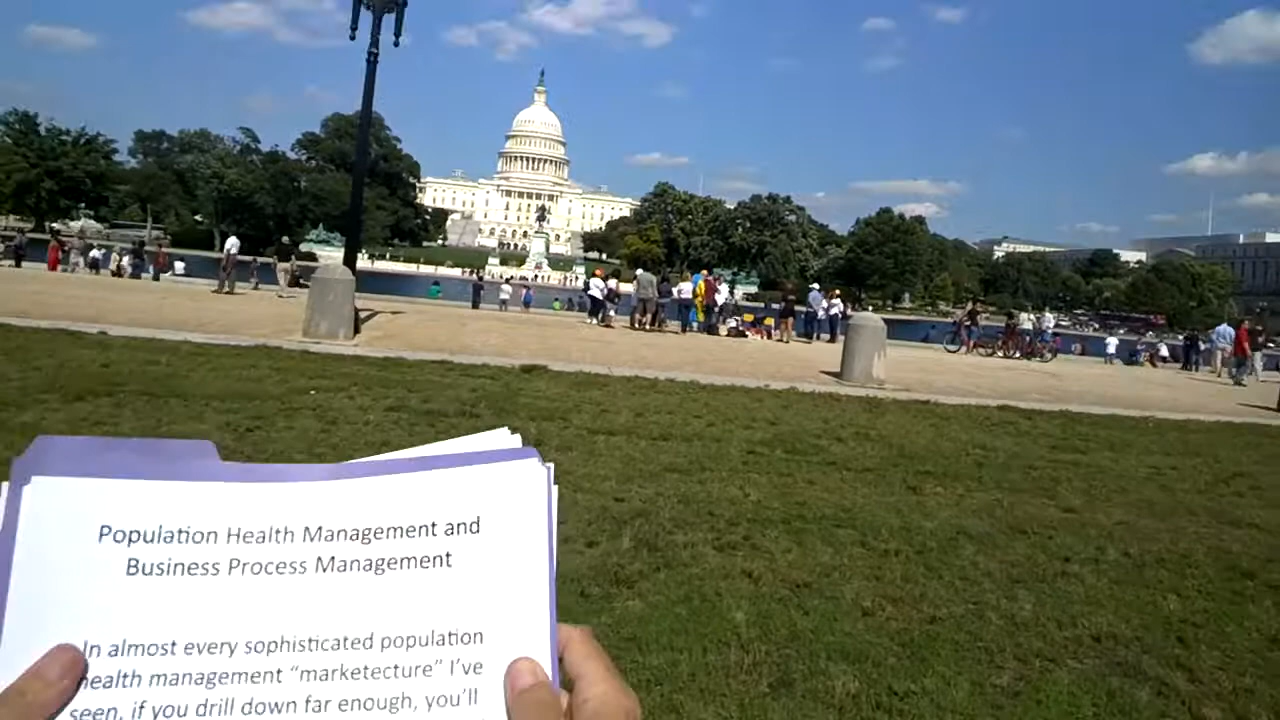 Population Health Management and
Business Process Management
In almost every sophisticated population
health management “marketecture” I’ve
seen, if you drill down far enough, you’ll